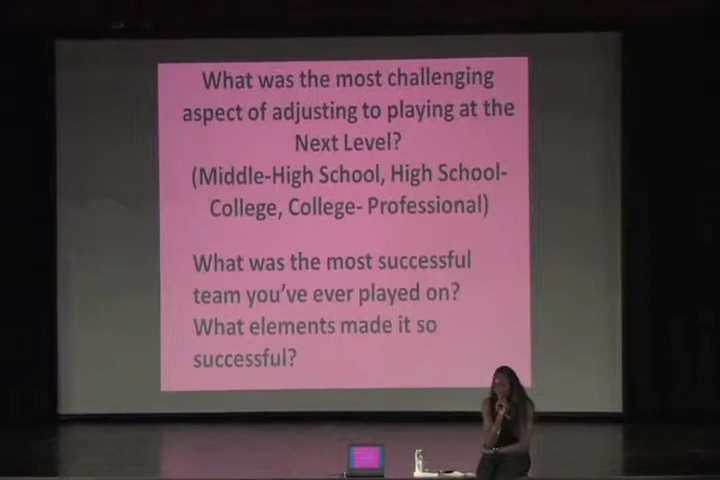 What was the most challenging
aspect of adjusting to playing at the
Next Level?
(Middle-High School, High School-
College, College- Professional)
What was the most successful
team you've ever played on?
What elements made it so
successful?